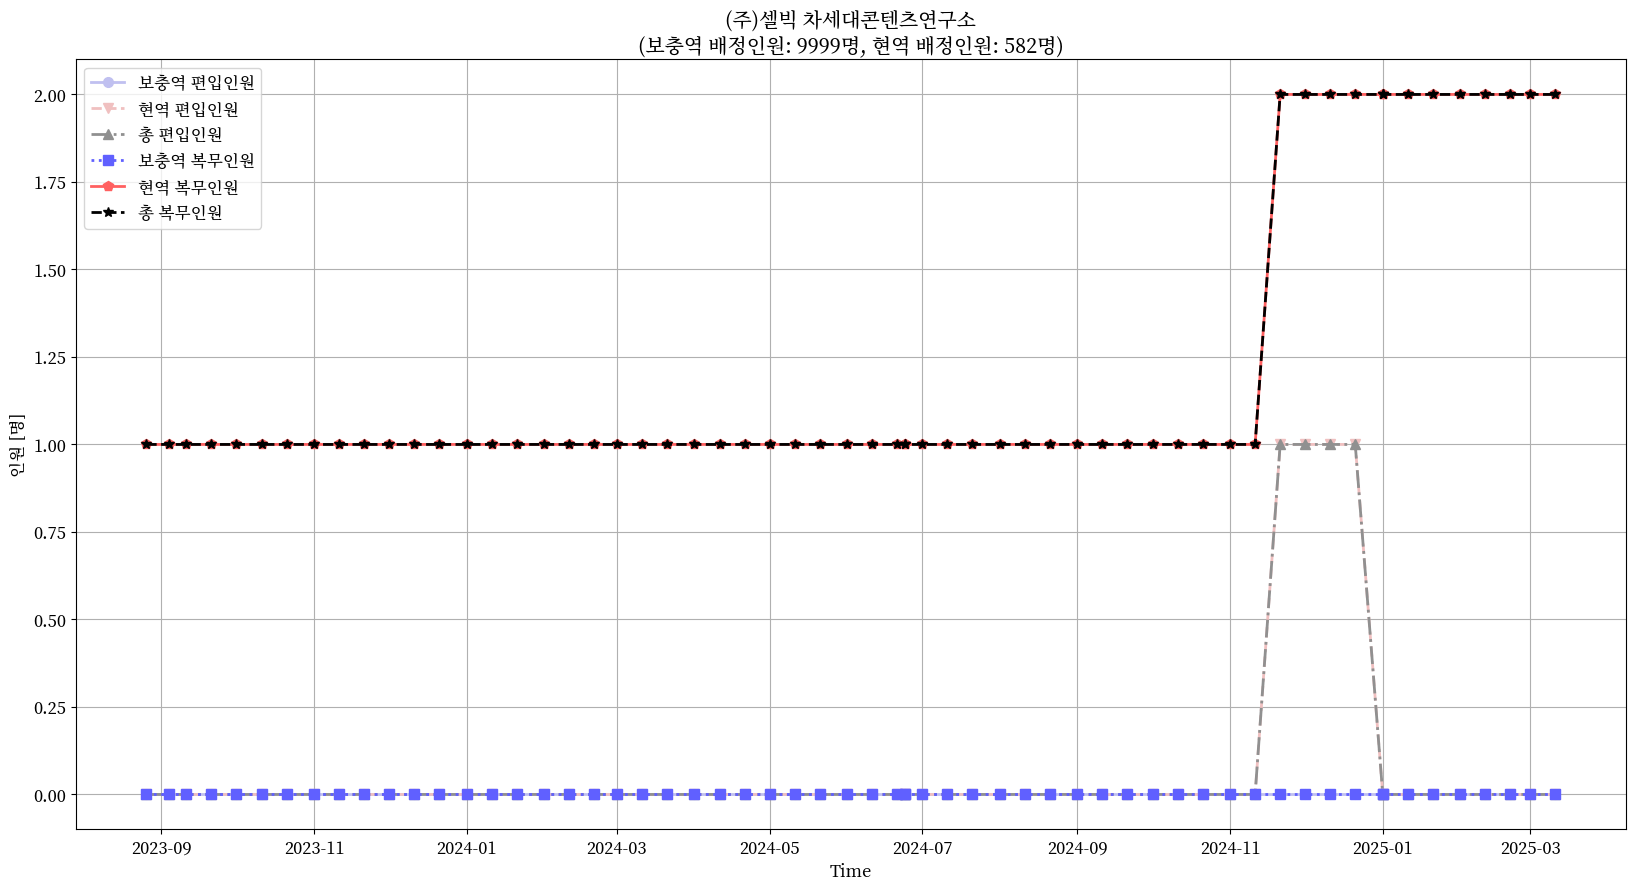 (주)셀빅 차세대콘텐츠연구소
(보충역 배정인원: 9999명, 현역 배정인원: 582명)
보충역 편입인원
현역 편입인원
총 편입인원
보충역 복무인원
현역 복무인원
총 복무인원
2.00
1.75
1.50
1.25
1.00
0.75
0.50
0.25
0.00
인원 [명]
2023-09 2023-11 2024-01 2024-03 2024-05 2024-07 2024-09 2024-11 2025-01 2025-03
Time